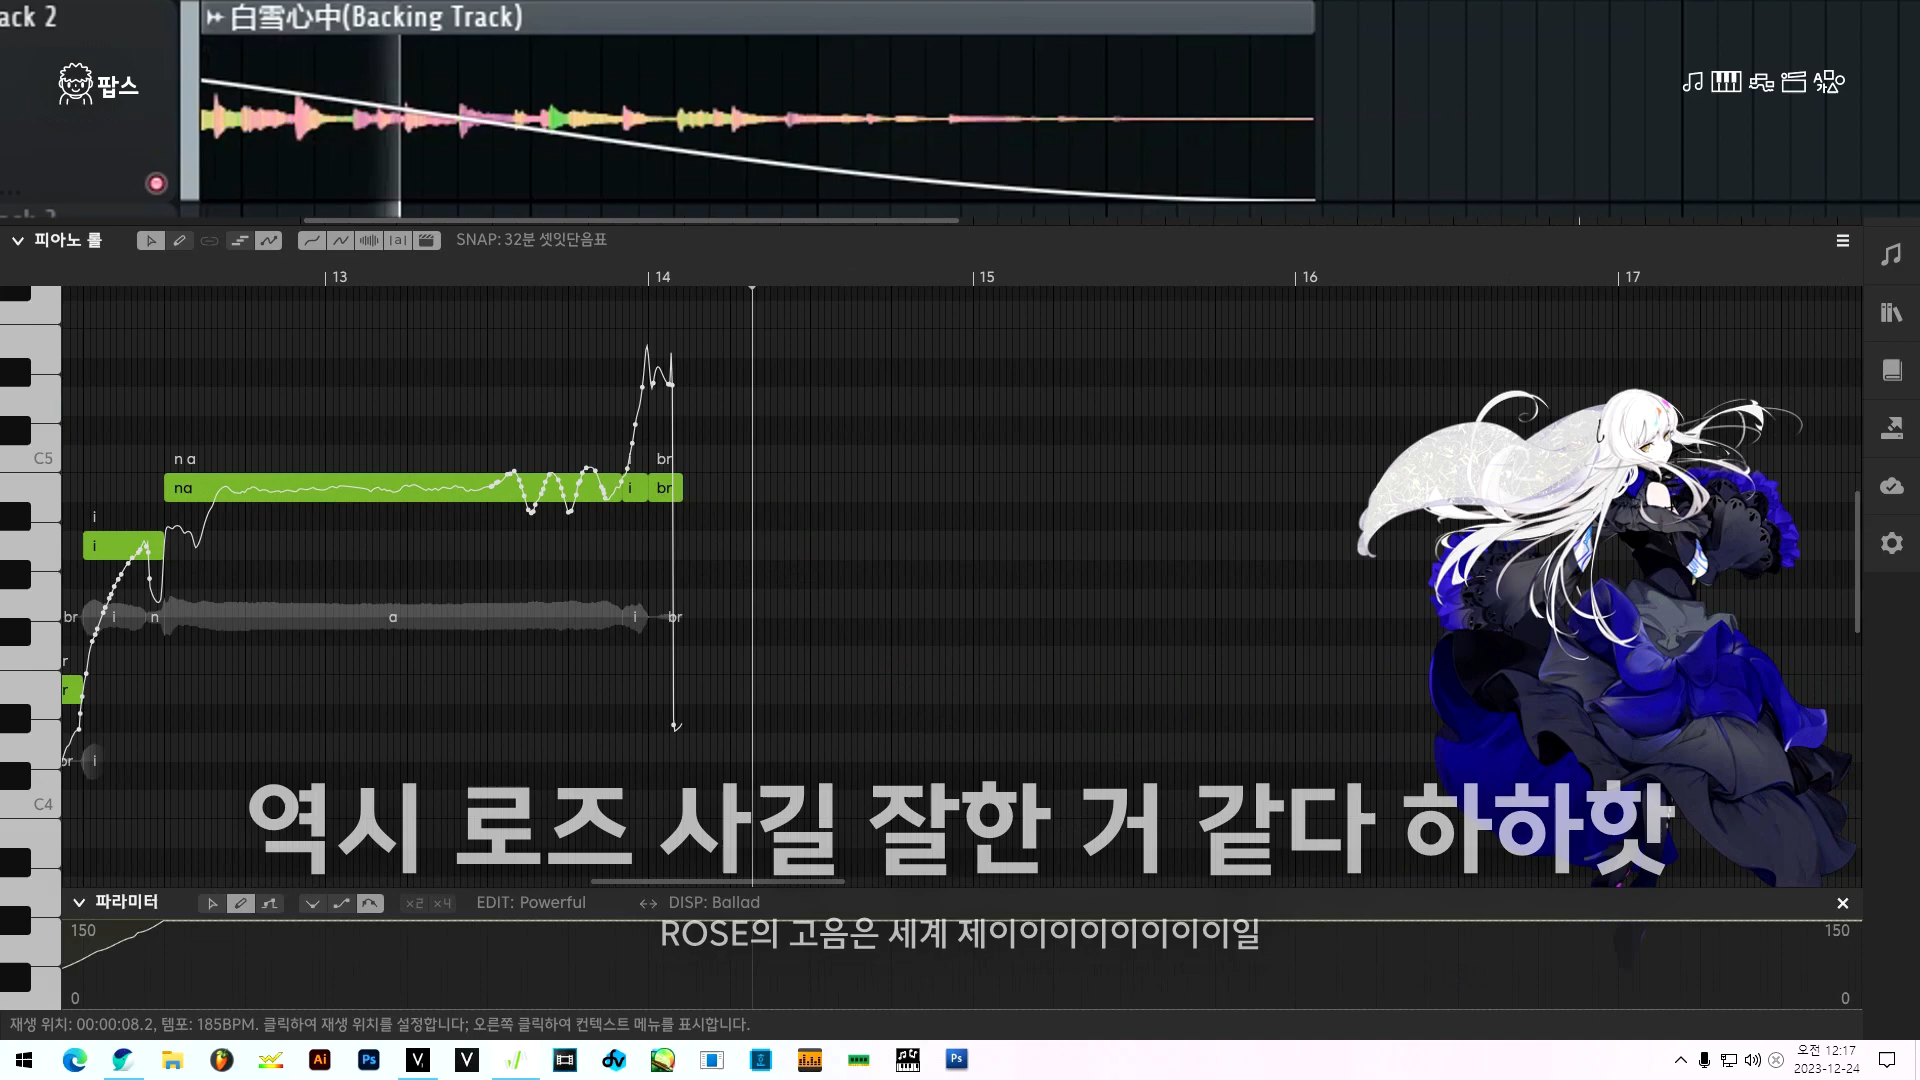 ack 2
白雪心中(Backing Track)
팝스
피아노 롤
SNAP: 32분 셋잇단음표
13
14
15
16
17
C5
n a
br
na
i
br
i
i
br
i
n
a
i
br
r
r
br
i
C4
역시 로즈 사길 잘한 거 같다 하하핫
파라미터
×2 ×4
EDIT: Powerful
DISP: Ballad
150
150
ROSE의 고음은 세계 제이이이이이이이이이일
0
0
재생 위치: 00:00:08.2, 템포: 185BPM. 클릭하여 재생 위치를 설정합니다; 오른쪽 클릭하여 컨텍스트 메뉴를 표시합니다.
Ai
Ps
V
V
dv
Ps
오전 12:17
2023-12-24